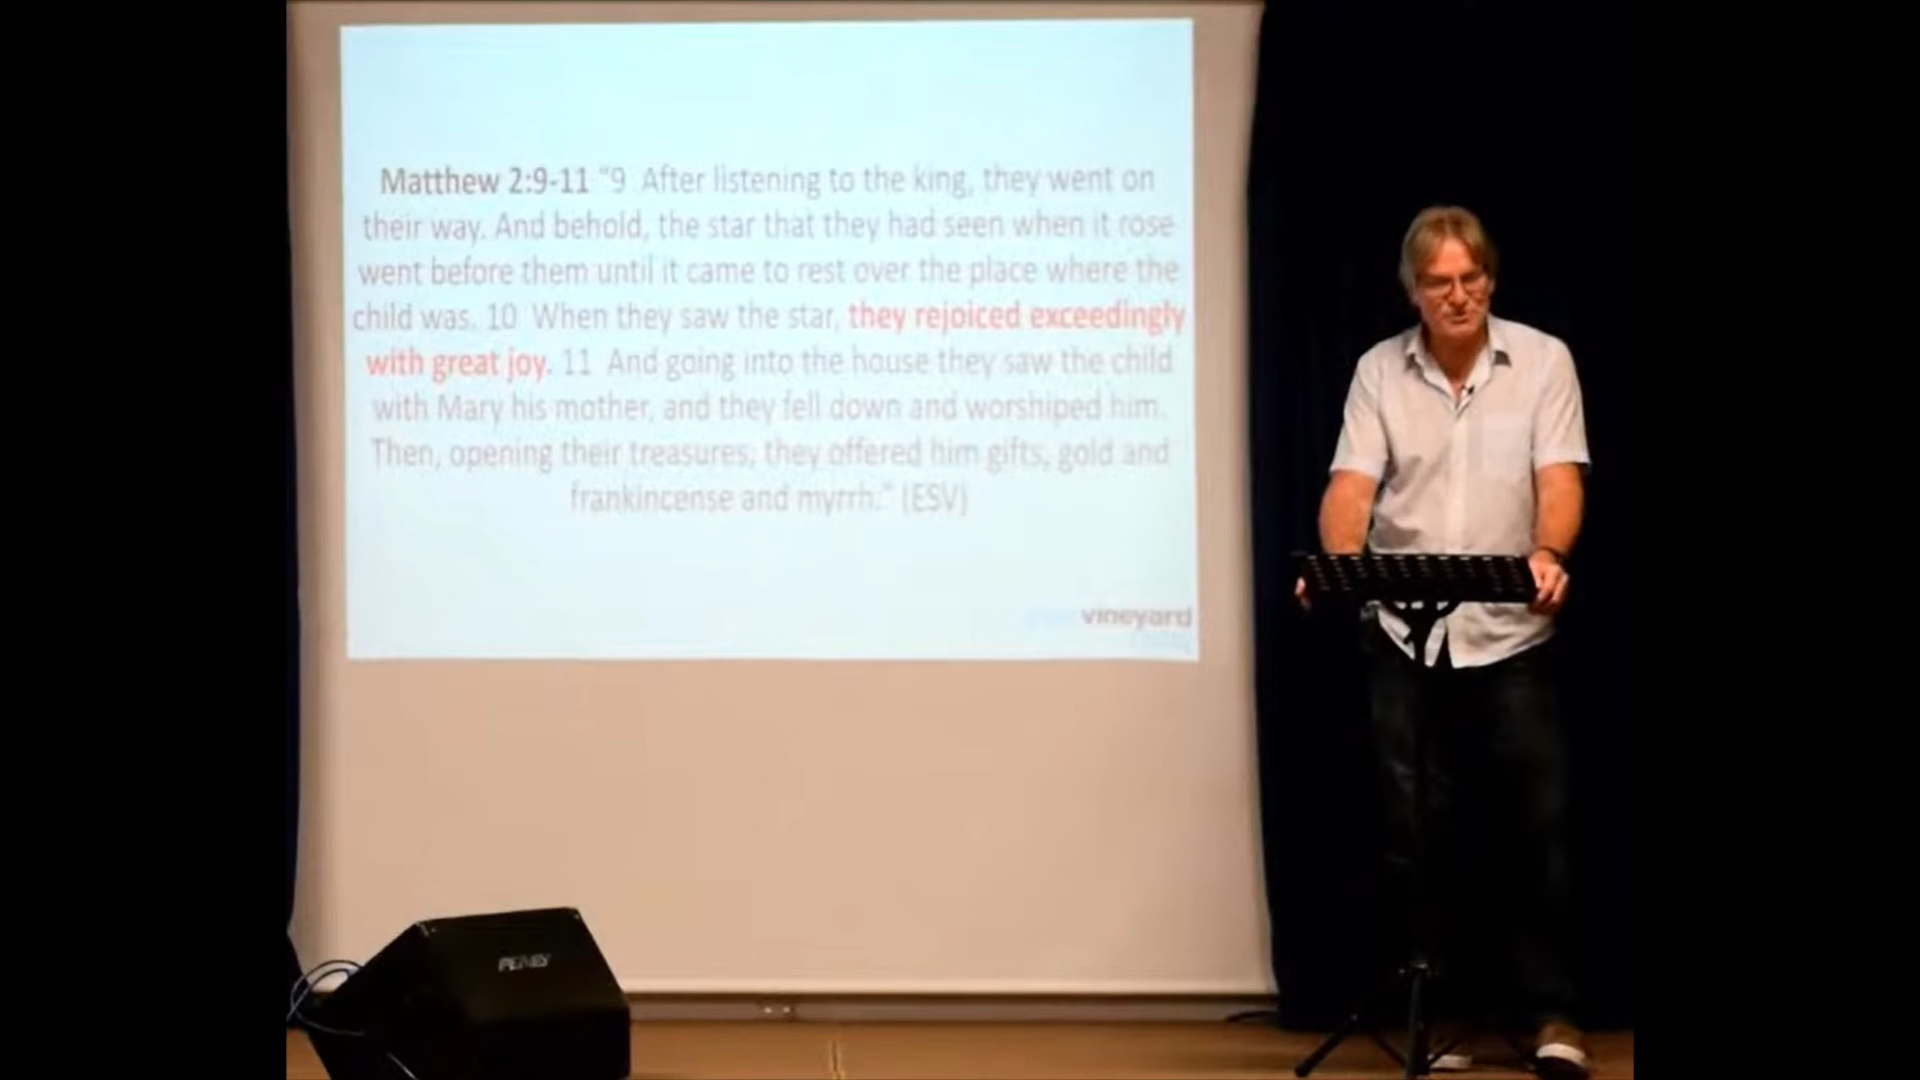 Matthew 2:9-11 "9 After listening to the king, they went on
their way. And behold, the star that they had seen when it rose
went before them until it came to rest over the place where the
child was. 10 When they saw the star, they rejoiced exceedingly
with great joy. 11 And going into the house they saw the child
with Mary his mother, and they fell down and worshiped him.
Then, opening their treasures, they offered him gifts, gold and
frankincense and myrrh." (ESV)
vineyard
PEAVEY